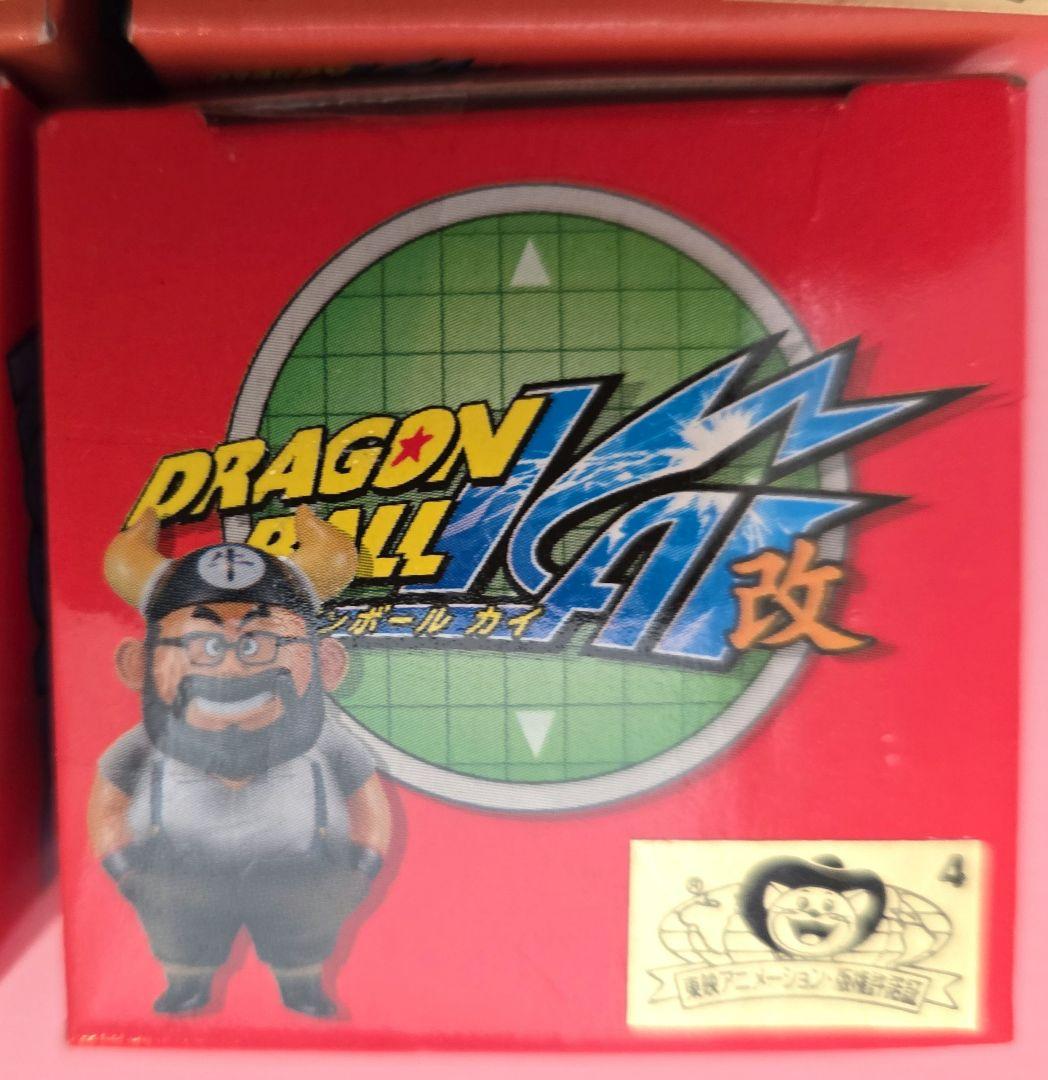 DRAGON
BALL KAI 改
ンボール カイ
牛
4
東映アニメーション・版権許諾証